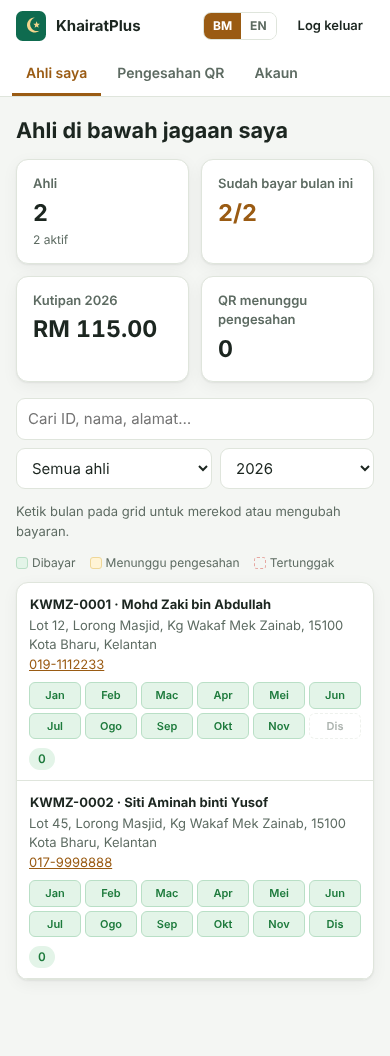 KhairatPlus
BM EN
Log keluar
Ahli saya Pengesahan QR Akaun
Ahli di bawah jagaan saya
Ahli
2
2 aktif
Sudah bayar bulan ini
2/2
Kutipan 2026
RM 115.00
QR menunggu
pengesahan
0
Cari ID, nama, alamat...
Semua ahli
2026
Ketik bulan pada grid untuk merekod atau mengubah
bayaran.
Dibayar Menunggu pengesahan Tertunggak
KWMZ-0001 · Mohd Zaki bin Abdullah
Lot 12, Lorong Masjid, Kg Wakaf Mek Zainab, 15100
Kota Bharu, Kelantan
019-1112233
Jan Feb Mac Apr Mei Jun
Jul Ogo Sep Okt Nov Dis
0
KWMZ-0002 · Siti Aminah binti Yusof
Lot 45, Lorong Masjid, Kg Wakaf Mek Zainab, 15100
Kota Bharu, Kelantan
017-9998888
Jan Feb Mac Apr Mei Jun
Jul Ogo Sep Okt Nov Dis
0